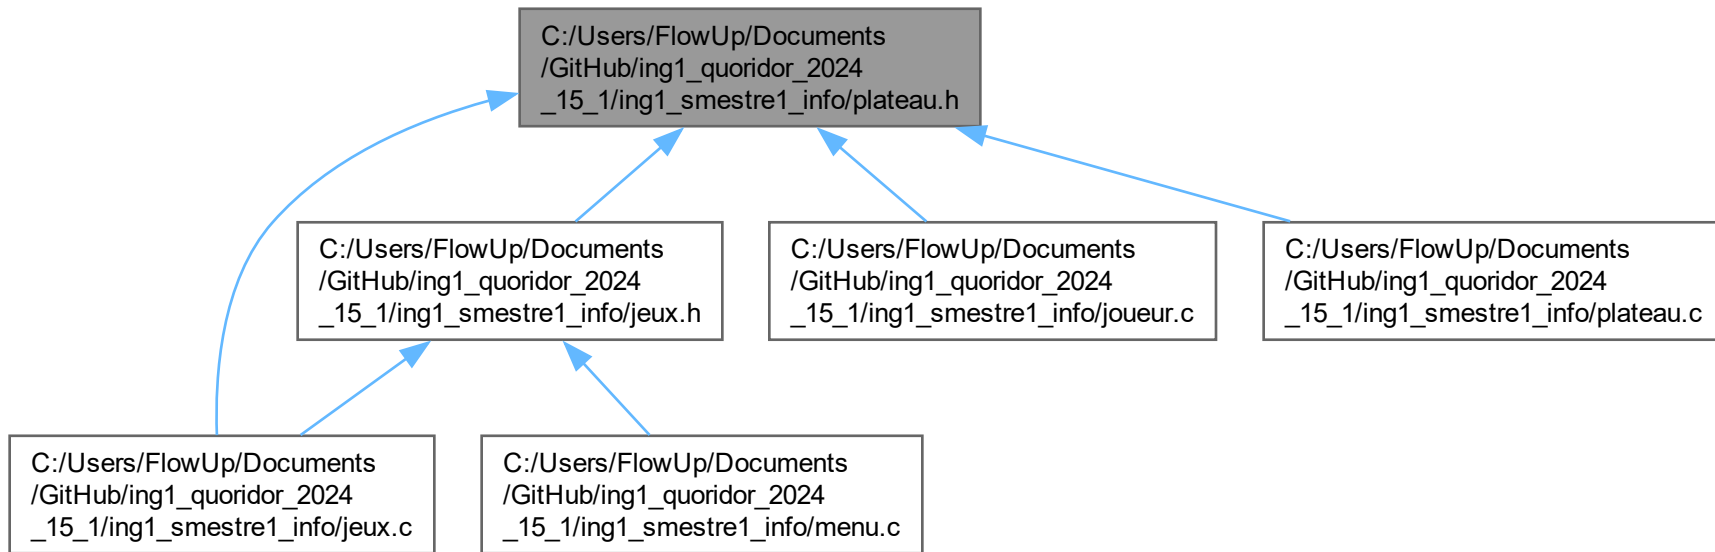 C:/Users/FlowUp/Documents
/GitHub/ing1_quoridor_2024
_15_1/ing1_smestre1_info/plateau.h
C:/Users/FlowUp/Documents
/GitHub/ing1_quoridor_2024
_15_1/ing1_smestre1_info/jeux.h
C:/Users/FlowUp/Documents
/GitHub/ing1_quoridor_2024
_15_1/ing1_smestre1_info/joueur.c
C:/Users/FlowUp/Documents
/GitHub/ing1_quoridor_2024
_15_1/ing1_smestre1_info/plateau.c
C:/Users/FlowUp/Documents
/GitHub/ing1_quoridor_2024
_15_1/ing1_smestre1_info/jeux.c
C:/Users/FlowUp/Documents
/GitHub/ing1_quoridor_2024
_15_1/ing1_smestre1_info/menu.c